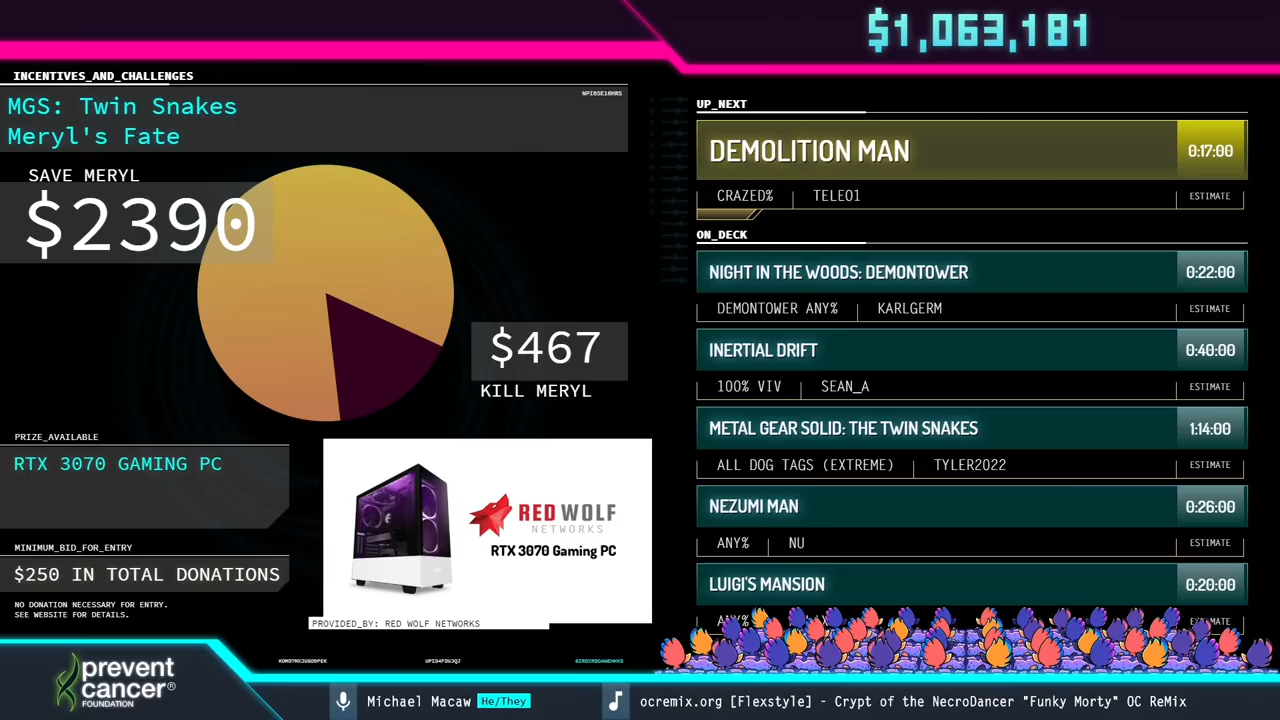 $1,063,181
INCENTIVES_AND_CHALLENGES
MGS: Twin Snakes
Meryl's Fate
SAVE MERYL
$2390
$467
KILL MERYL
PRIZE_AVAILABLE
RTX 3070 GAMING PC
MINIMUM_BID_FOR_ENTRY
$250 IN TOTAL DONATIONS
NO DONATION NECESSARY FOR ENTRY.
SEE WEBSITE FOR DETAILS.
RED WOLF
NETWORKS
RTX 3070 Gaming PC
PROVIDED_BY: RED WOLF NETWORKS
UP_NEXT
DEMOLITION MAN 0:17:00
CRAZED% TELEO1 ESTIMATE
ON_DECK
NIGHT IN THE WOODS: DEMONTOWER 0:22:00
DEMONTOWER ANY% KARLGERM ESTIMATE
INERTIAL DRIFT 0:40:00
100% VIV SEAN_A ESTIMATE
METAL GEAR SOLID: THE TWIN SNAKES 1:14:00
ALL DOG TAGS (EXTREME) TYLER2022 ESTIMATE
NEZUMI MAN 0:26:00
ANY% NU ESTIMATE
LUIGI'S MANSION 0:20:00
prevent
cancer®
FOUNDATION
Michael Macaw He/They
ocremix.org [Flexstyle] - Crypt of the NecroDancer "Funky Morty" OC ReMix